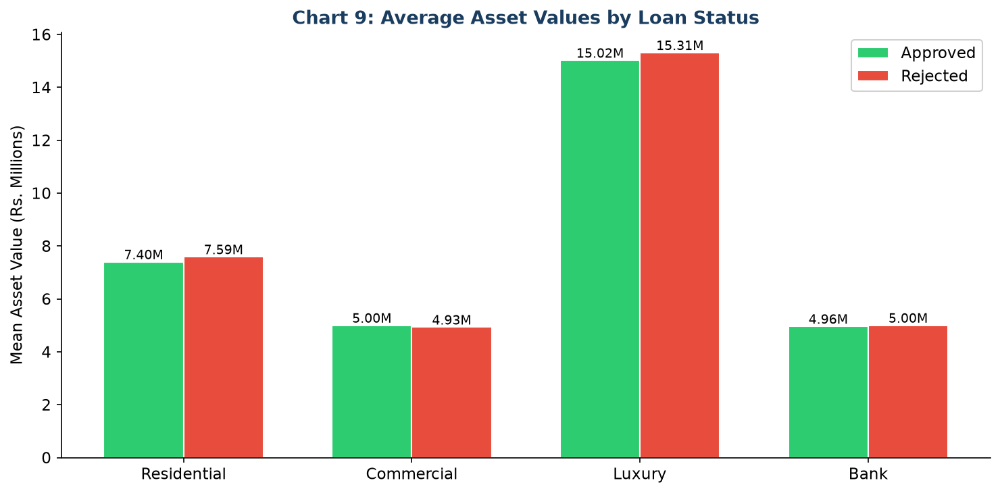 Chart 9: Average Asset Values by Loan Status
Mean Asset Value (Rs. Millions)
16
14
12
10
8
6
4
2
0
7.40M
7.59M
5.00M
4.93M
15.02M
15.31M
4.96M
5.00M
Residential
Commercial
Luxury
Bank
Approved
Rejected